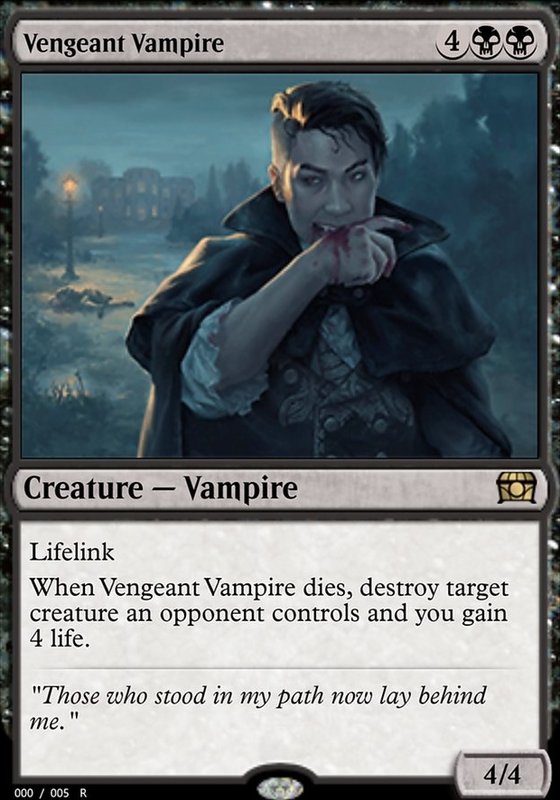 Vengeant Vampire 4
Creature — Vampire
Lifelink
When Vengeant Vampire dies, destroy target
creature an opponent controls and you gain
4 life.
"Those who stood in my path now lay behind
me."
4/4
000 / 005 R